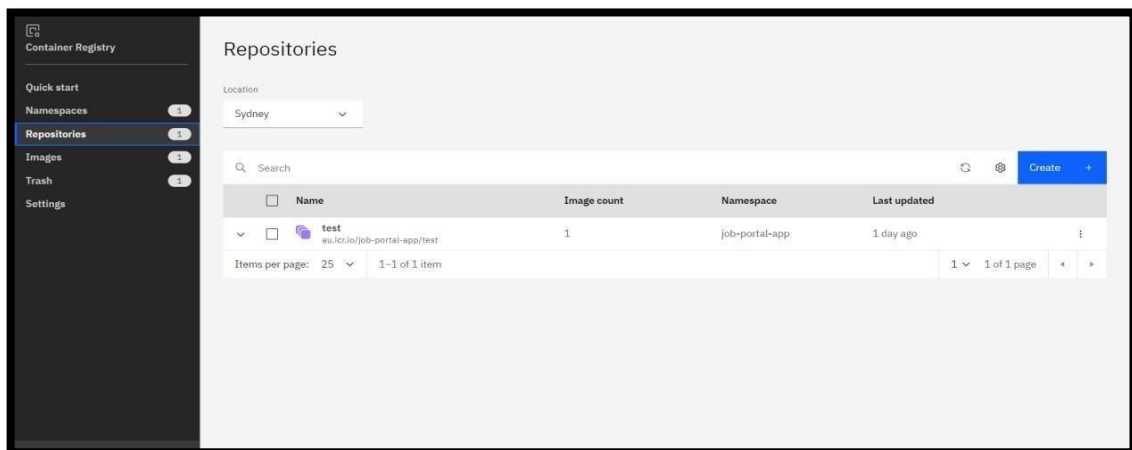 Container Registry
Quick start
Namespaces 1
Repositories 1
Images 1
Trash 1
Settings
Repositories
Location
Sydney
Search
Create +
Name Image count Namespace Last updated
test
au.icr.io/job-portal-app/test
1 job-portal-app 1 day ago
Items per page: 25 1–1 of 1 item 1 1 of 1 page